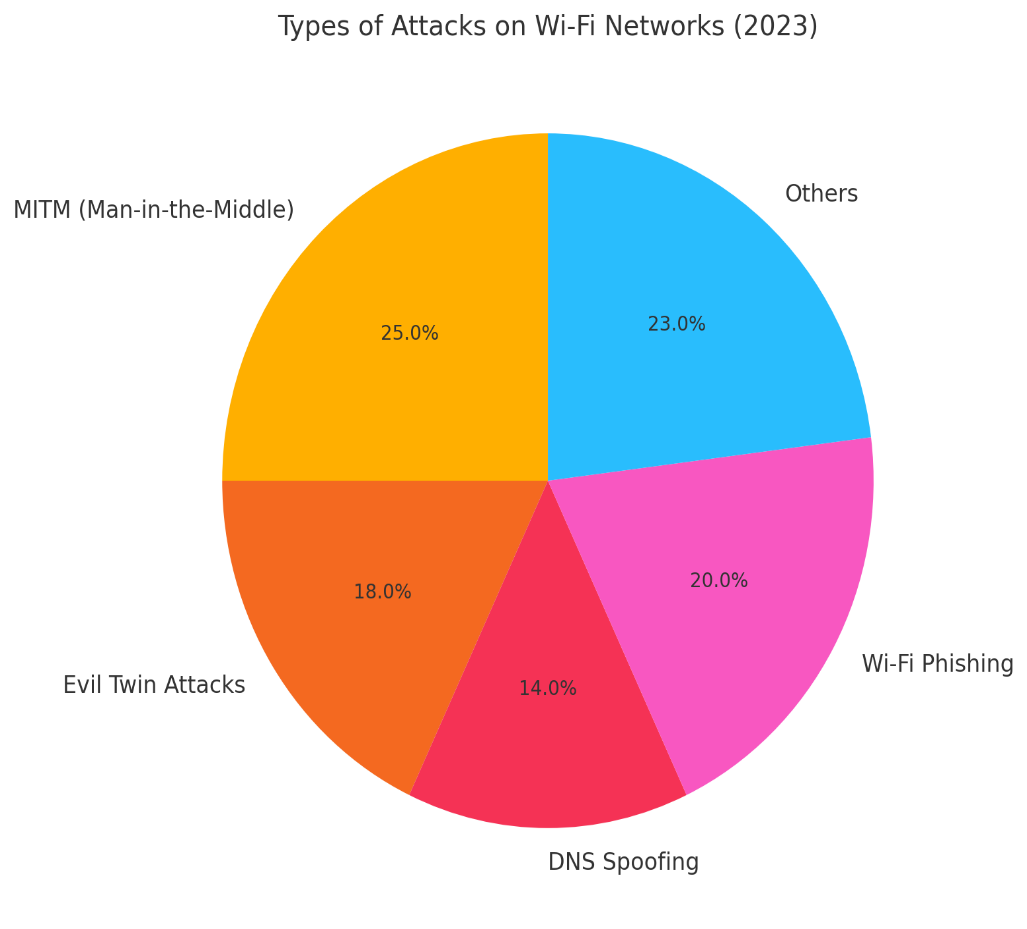 Types of Attacks on Wi-Fi Networks (2023)
MITM (Man-in-the-Middle)
Others
25.0%
23.0%
18.0%
20.0%
Evil Twin Attacks
Wi-Fi Phishing
14.0%
DNS Spoofing